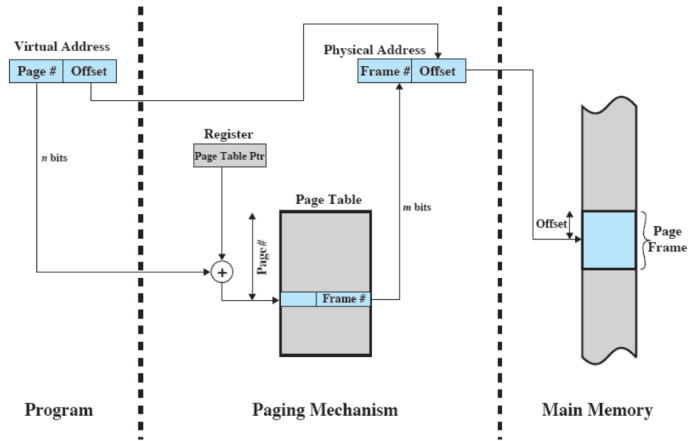 Virtual Address
Page # Offset
n bits
Register
Page Table Ptr
+
Page Table
Page#
Frame #
m bits
Physical Address
Frame # Offset
Offset
Page
Frame
Program
Paging Mechanism
Main Memory